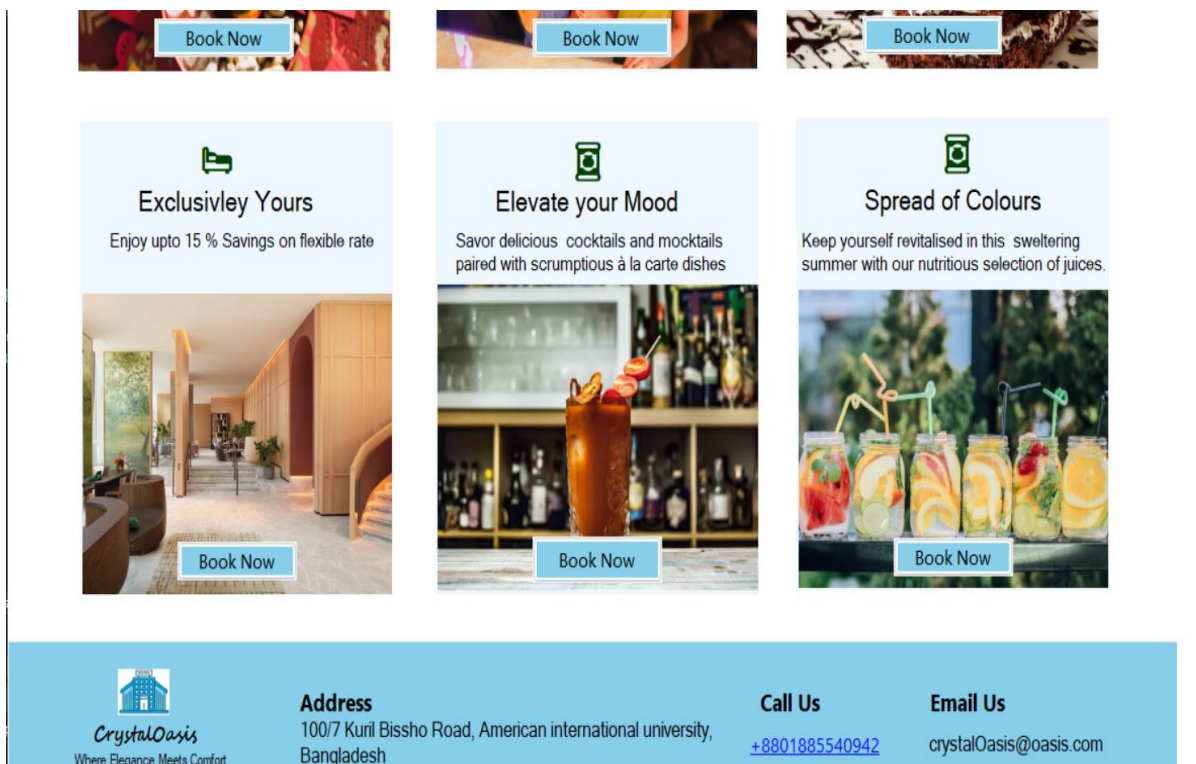 Book Now
Book Now
Book Now
Exclusivley Yours
Enjoy upto 15 % Savings on flexible rate
Book Now
Elevate your Mood
Savor delicious cocktails and mocktails
paired with scrumptious à la carte dishes
Book Now
Spread of Colours
Keep yourself revitalised in this sweltering
summer with our nutritious selection of juices.
Book Now
CrystalOasis
Where Elegance Meets Comfort
Address
100/7 Kuril Bissho Road, American international university,
Bangladesh
Call Us
+8801885540942
Email Us
crystalOasis@oasis.com